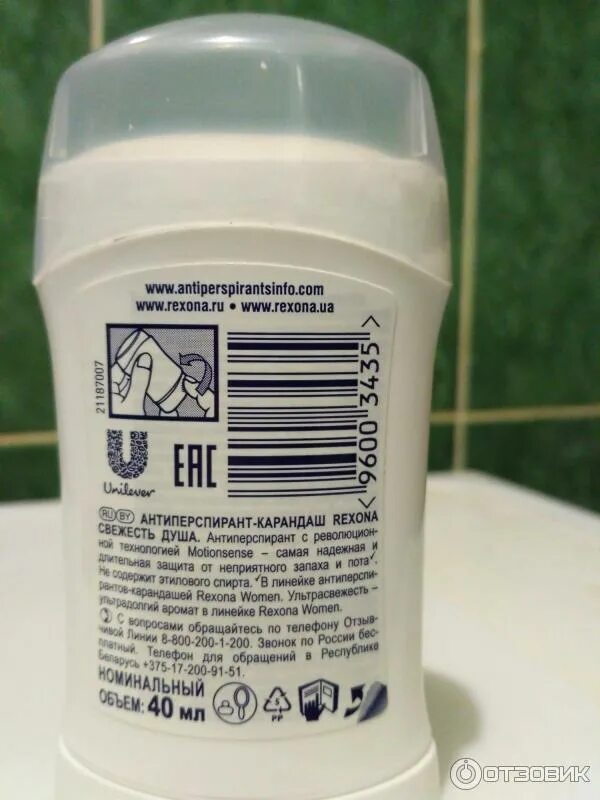 www.antiperspirantsinfo.com
www.rexona.ru • www.rexona.ua
21187007
<9600 3435>
Unilever
EAC
RU BY АНТИПЕРСПИРАНТ-КАРАНДАШ REXONA
СВЕЖЕСТЬ ДУША. Антиперспирант с революцион-
ной технологией Motionsense – самая надежная и
длительная защита от неприятного запаха и пота✓.
Не содержит этилового спирта. ✓В линейке антиперспи-
рантов-карандашей Rexona Women. Ультрасвежесть –
ультрадолгий аромат в линейке Rexona Women.
С вопросами обращайтесь по телефону Отзыв-
чивой Линии 8-800-200-1-200. Звонок по России бес-
платный. Телефон для обращений в Республике
Беларусь +375-17-200-91-51.
НОМИНАЛЬНЫЙ
ОБЪЕМ: 40 мл
5
PP
ОТЗОВИК